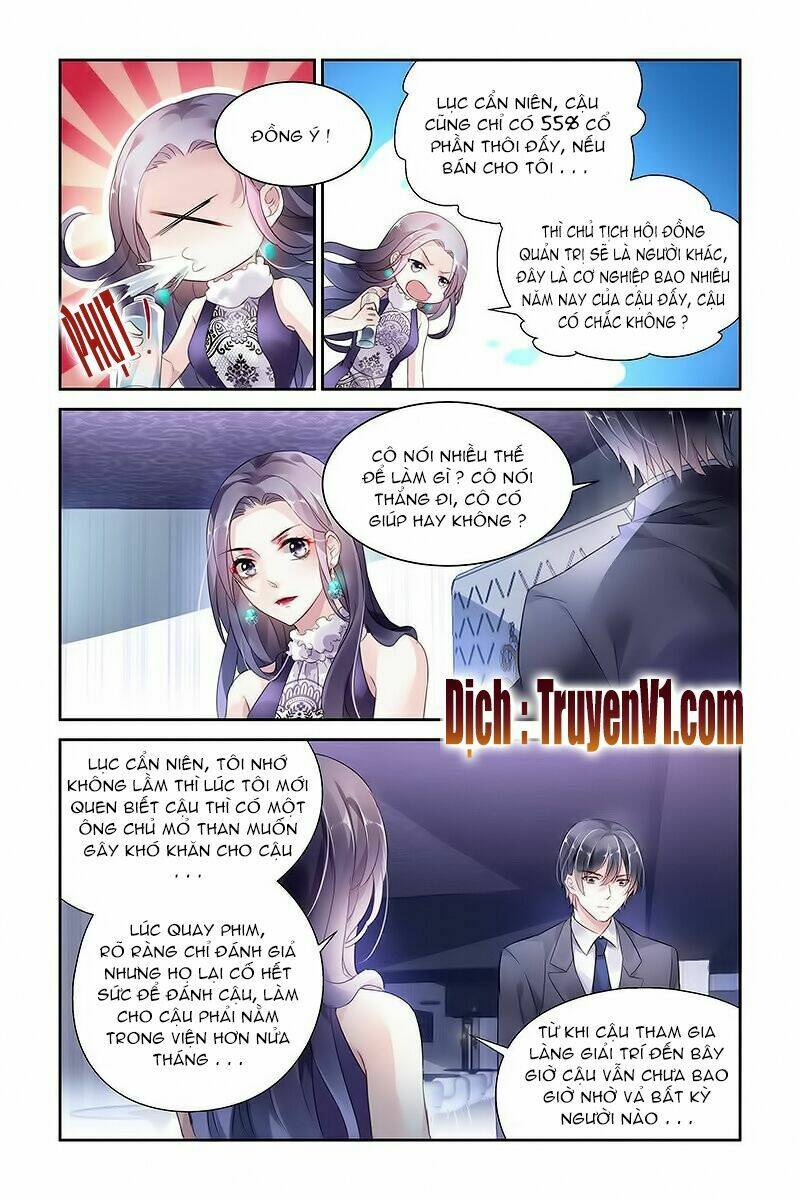 ĐỒNG Ý !
PHỤT !
LỤC CẨN NIÊN, CẬU
CŨNG CHỈ CÓ 55% CỔ
PHẦN THÔI ĐẤY, NẾU
BÁN CHO TÔI . . .
THÌ CHỦ TỊCH HỘI ĐỒNG
QUẢN TRỊ SẼ LÀ NGƯỜI KHÁC,
ĐÂY LÀ CƠ NGHIỆP BAO NHIÊU
NĂM NAY CỦA CẬU ĐẤY, CẬU
CÓ CHẮC KHÔNG ?
CÔ NÓI NHIỀU THẾ
ĐỂ LÀM GÌ ? CÔ NÓI
THẲNG ĐI, CÔ CÓ
GIÚP HAY KHÔNG ?
Dịch : TruyenV1.com
LỤC CẨN NIÊN, TÔI NHỚ
KHÔNG LẦM THÌ LÚC TÔI MỚI
QUEN BIẾT CẬU THÌ CÓ MỘT
ÔNG CHỦ MỎ THAN MUỐN
GÂY KHÓ KHĂN CHO CẬU
. . .
LÚC QUAY PHIM,
RÕ RÀNG CHỈ ĐÁNH GIẢ
NHƯNG HỌ LẠI CỐ HẾT
SỨC ĐỂ ĐÁNH CẬU, LÀM
CHO CẬU PHẢI NẰM
TRONG VIỆN HƠN NỬA
THÁNG . . .
TỪ KHI CẬU THAM GIA
LÀNG GIẢI TRÍ ĐẾN BÂY
GIỜ CẬU VẪN CHƯA BAO
GIỜ NHỜ VẢ BẤT KỲ
NGƯỜI NÀO . . .